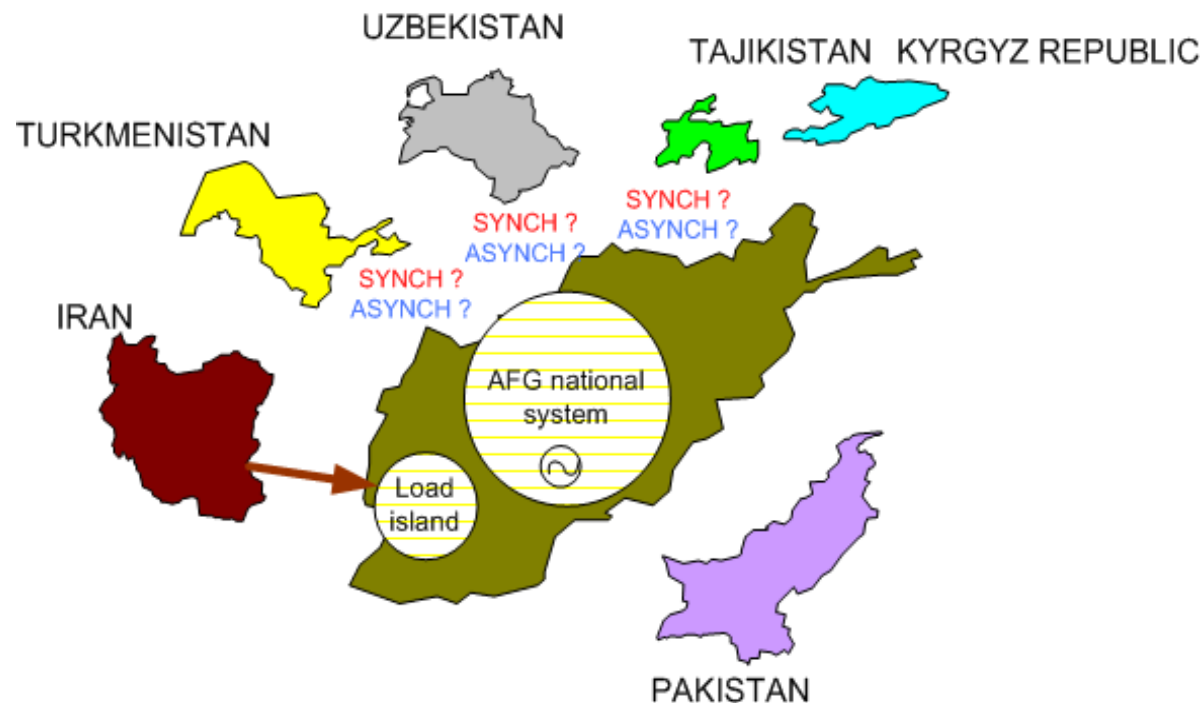 UZBEKISTAN
TAJIKISTAN KYRGYZ REPUBLIC
TURKMENISTAN
SYNCH ?
ASYNCH ?
SYNCH ?
ASYNCH ?
SYNCH ?
ASYNCH ?
IRAN
AFG national
system
Load
island
PAKISTAN